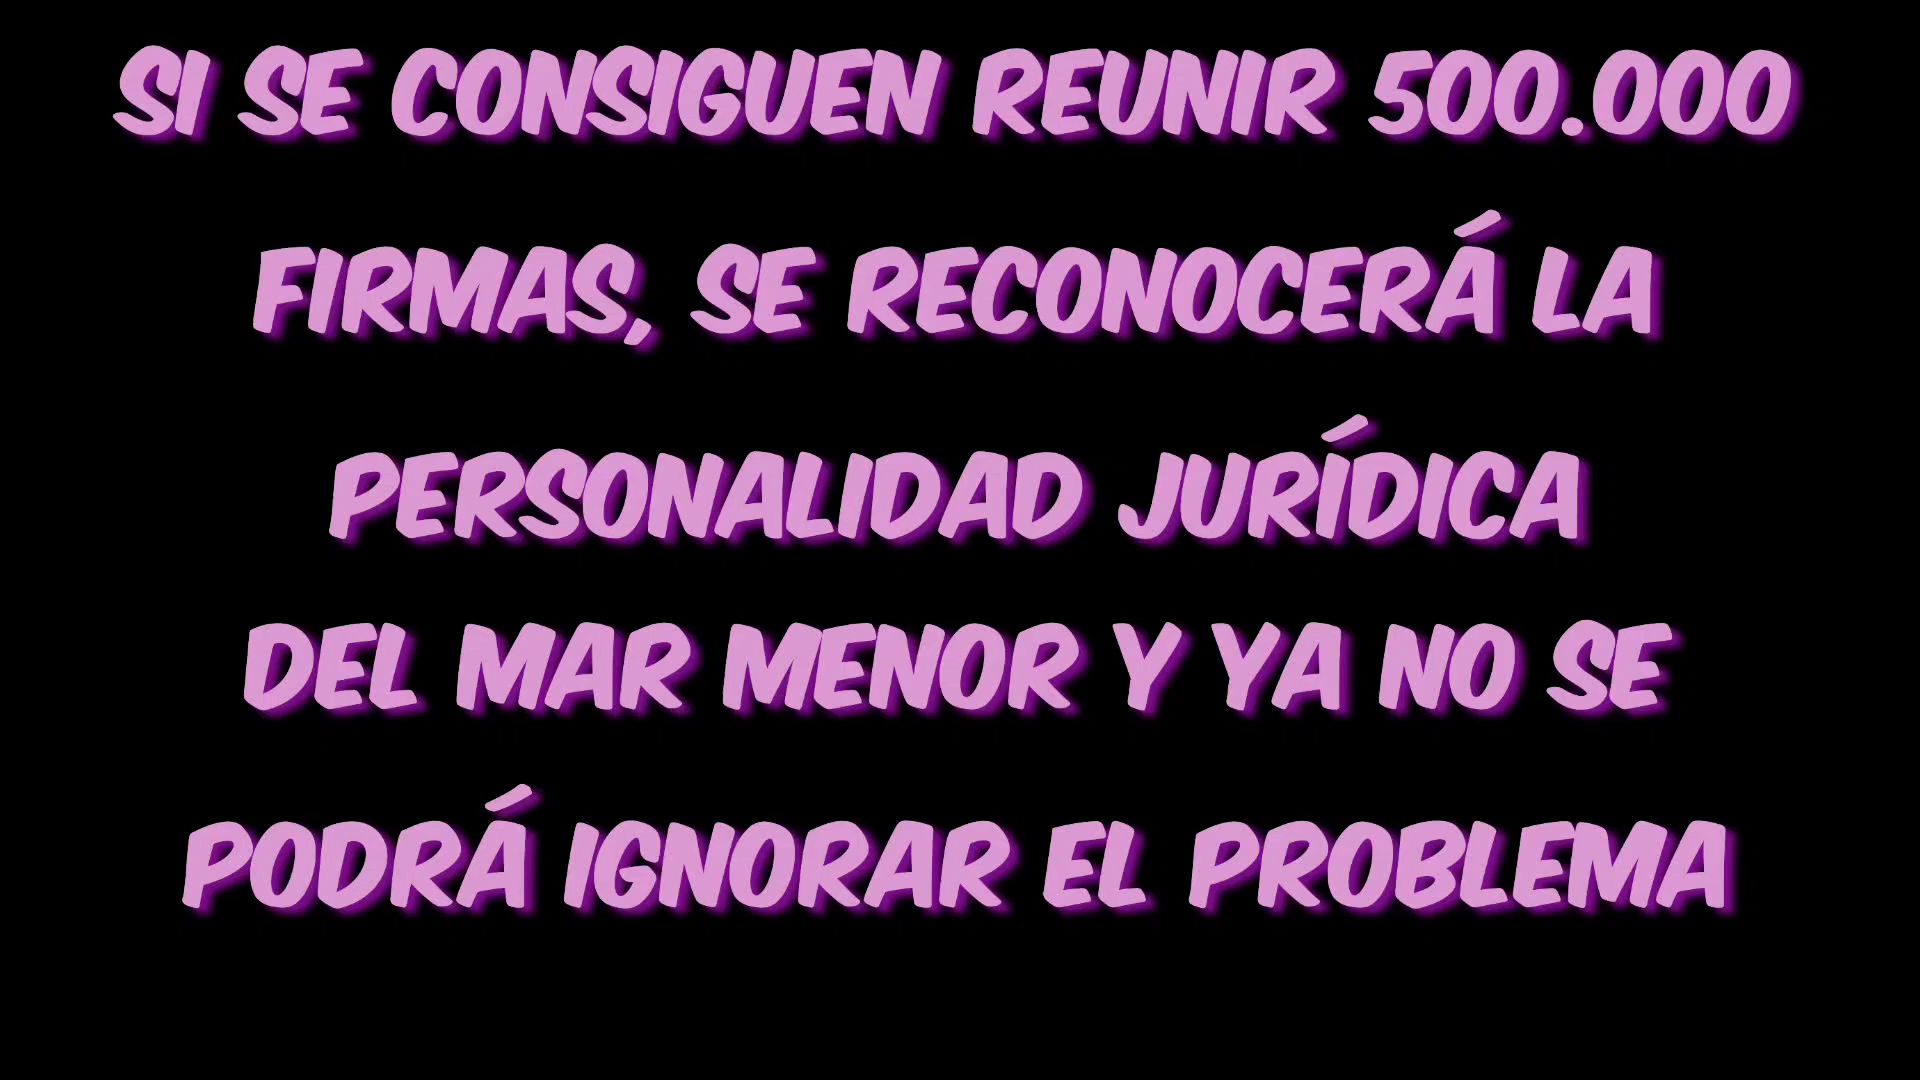 SI SE CONSIGUEN REUNIR 500.000
FIRMAS, SE RECONOCERÁ LA
PERSONALIDAD JURÍDICA
DEL MAR MENOR Y YA NO SE
PODRÁ IGNORAR EL PROBLEMA